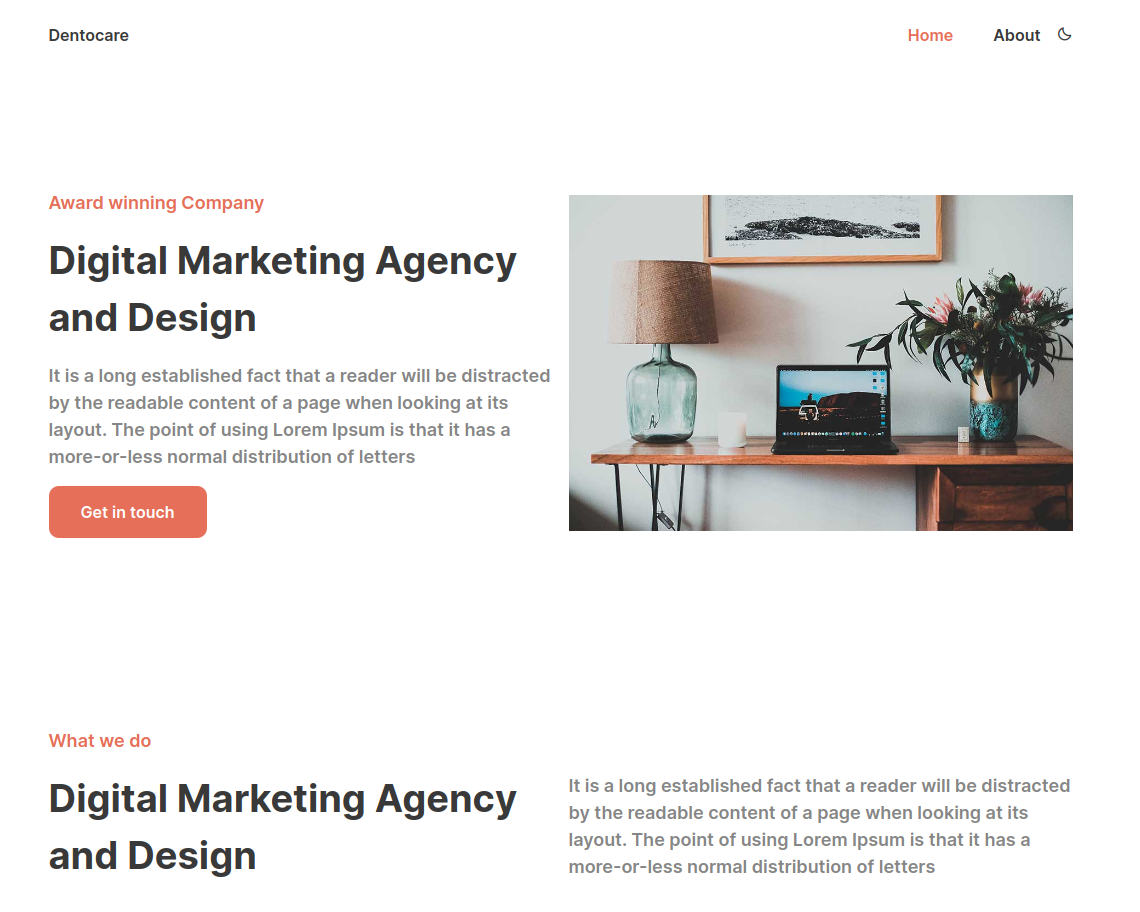 Dentocare
Home
About
Award winning Company
Digital Marketing Agency
and Design
It is a long established fact that a reader will be distracted
by the readable content of a page when looking at its
layout. The point of using Lorem Ipsum is that it has a
more-or-less normal distribution of letters
Get in touch
What we do
Digital Marketing Agency
and Design
It is a long established fact that a reader will be distracted
by the readable content of a page when looking at its
layout. The point of using Lorem Ipsum is that it has a
more-or-less normal distribution of letters